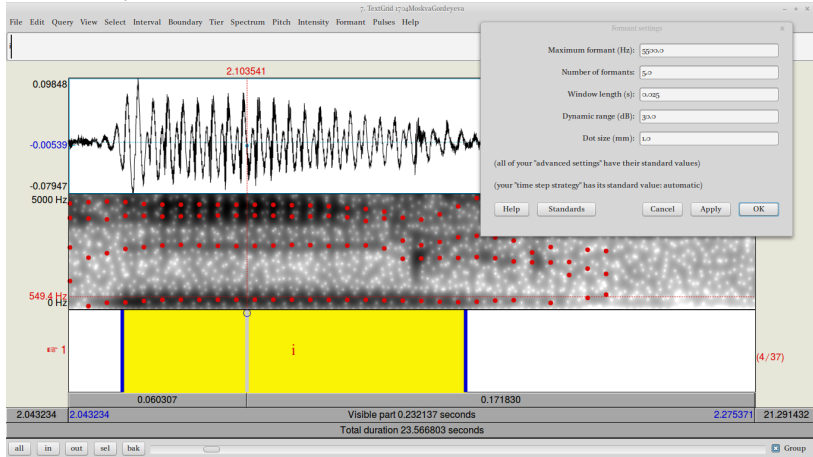 7. TextGrid 1704MoskvaGordeyeva
File Edit Query View Select Interval Boundary Tier Spectrum Pitch Intensity Formant Pulses Help
i
Formant settings
Maximum formant (Hz): 5500.0
Number of formants: 5.0
Window length (s): 0.025
Dynamic range (dB): 30.0
Dot size (mm): 1.0
(all of your "advanced settings" have their standard values)
(your "time step strategy" has its standard value: automatic)
Help Standards Cancel Apply OK
2.103541
0.09848
-0.00539
-0.07947
5000 Hz
549.4 Hz
0 Hz
1
i
(4/37)
0.060307 0.171830
2.043234 2.043234 Visible part 0.232137 seconds 2.275371 21.291432
Total duration 23.566803 seconds
all in out sel bak Group